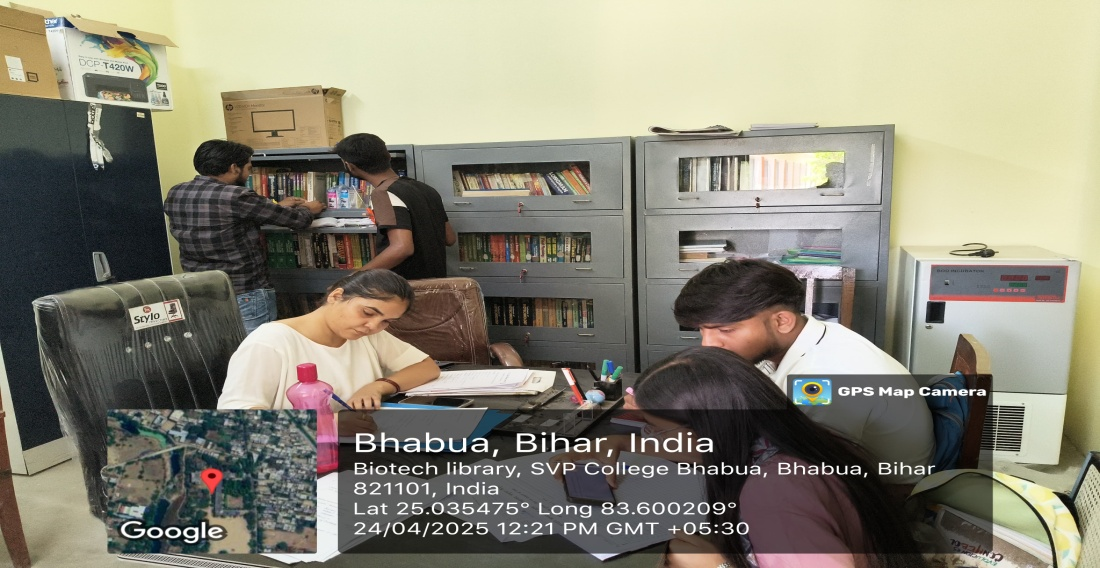 DCP-T420W
hp
Stylo
GPS Map Camera
Bhabua, Bihar, India
Biotech library, SVP College Bhabua, Bhabua, Bihar
821101, India
Lat 25.035475° Long 83.600209°
24/04/2025 12:21 PM GMT +05:30
Google